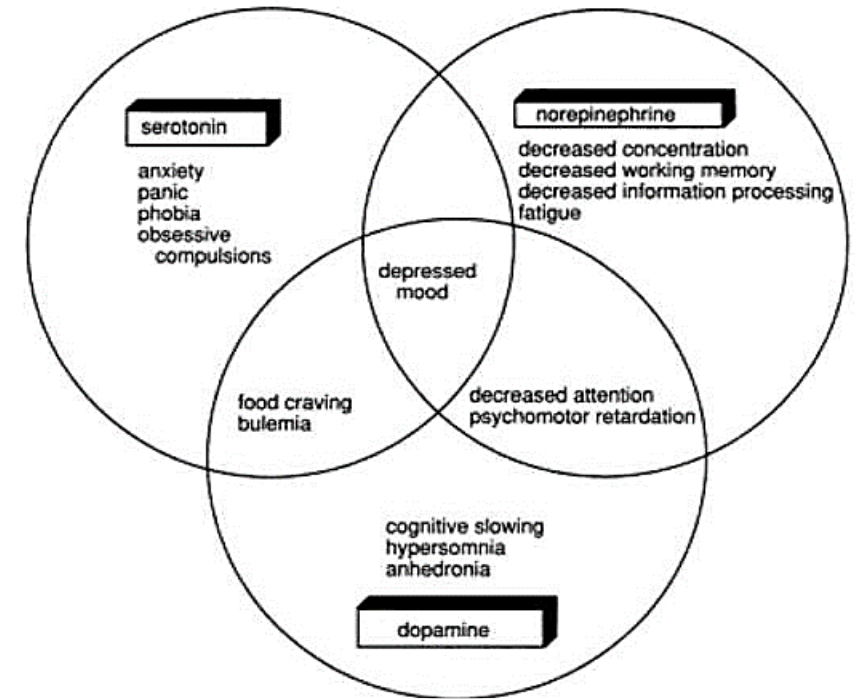 serotonin
anxiety
panic
phobia
obsessive
compulsions
norepinephrine
decreased concentration
decreased working memory
decreased information processing
fatigue
depressed
mood
food craving
bulemia
decreased attention
psychomotor retardation
cognitive slowing
hypersomnia
anhedronia
dopamine